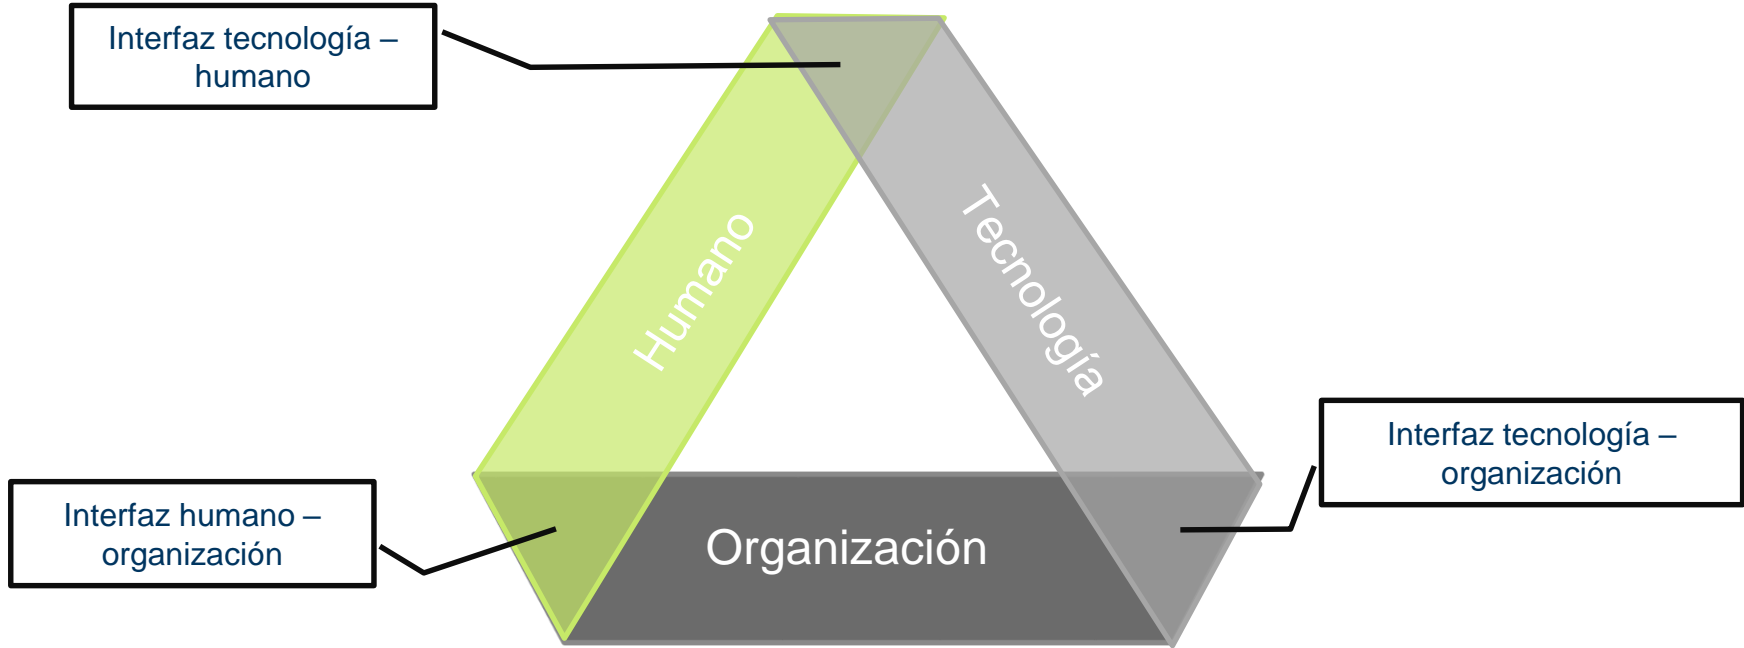 Interfaz tecnología –
humano
Humano
Tecnología
Interfaz tecnología –
organización
Interfaz humano –
organización
Organización